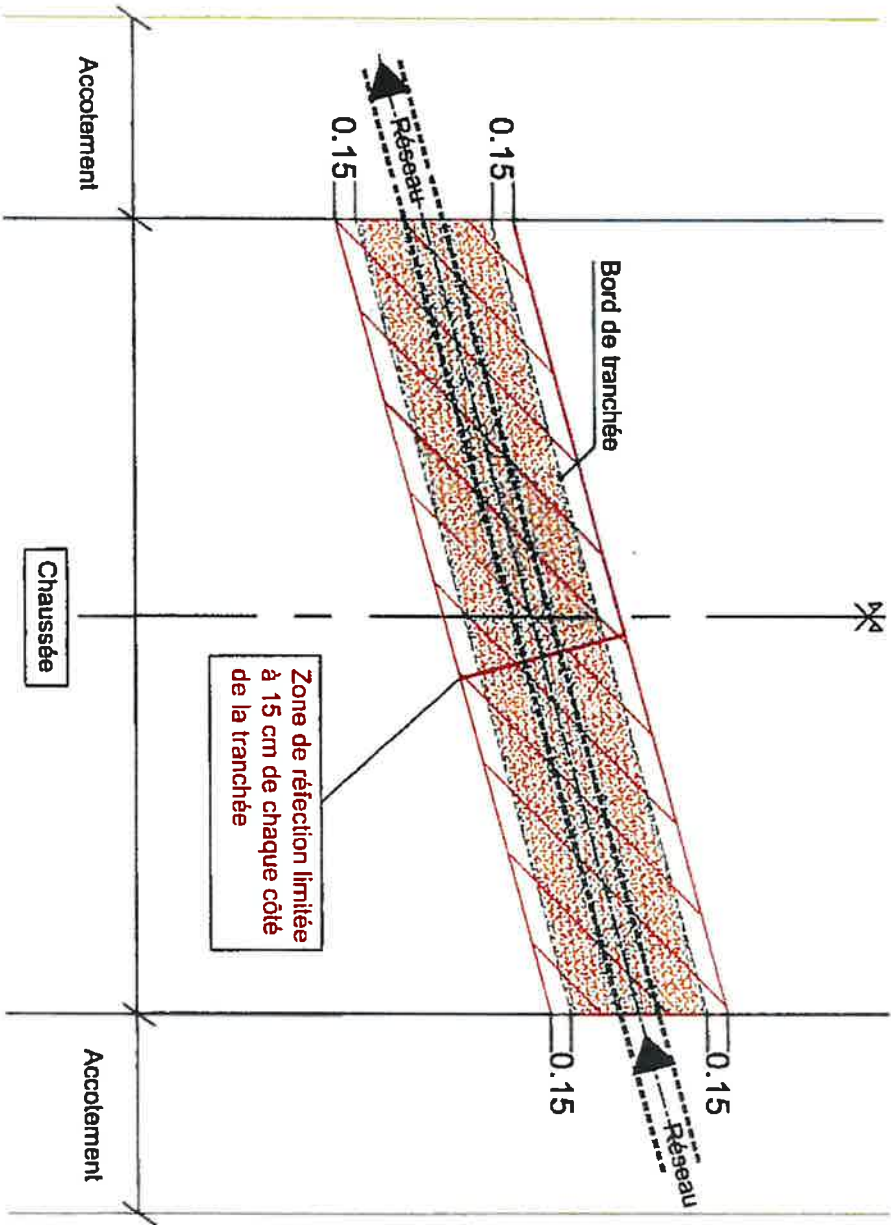 Accotement
Chaussée
Accotement
0.15
0.15
Réseau
Bord de tranchée
Zone de réfection limitée
à 15 cm de chaque côté
de la tranchée
0.15
0.15
Réseau